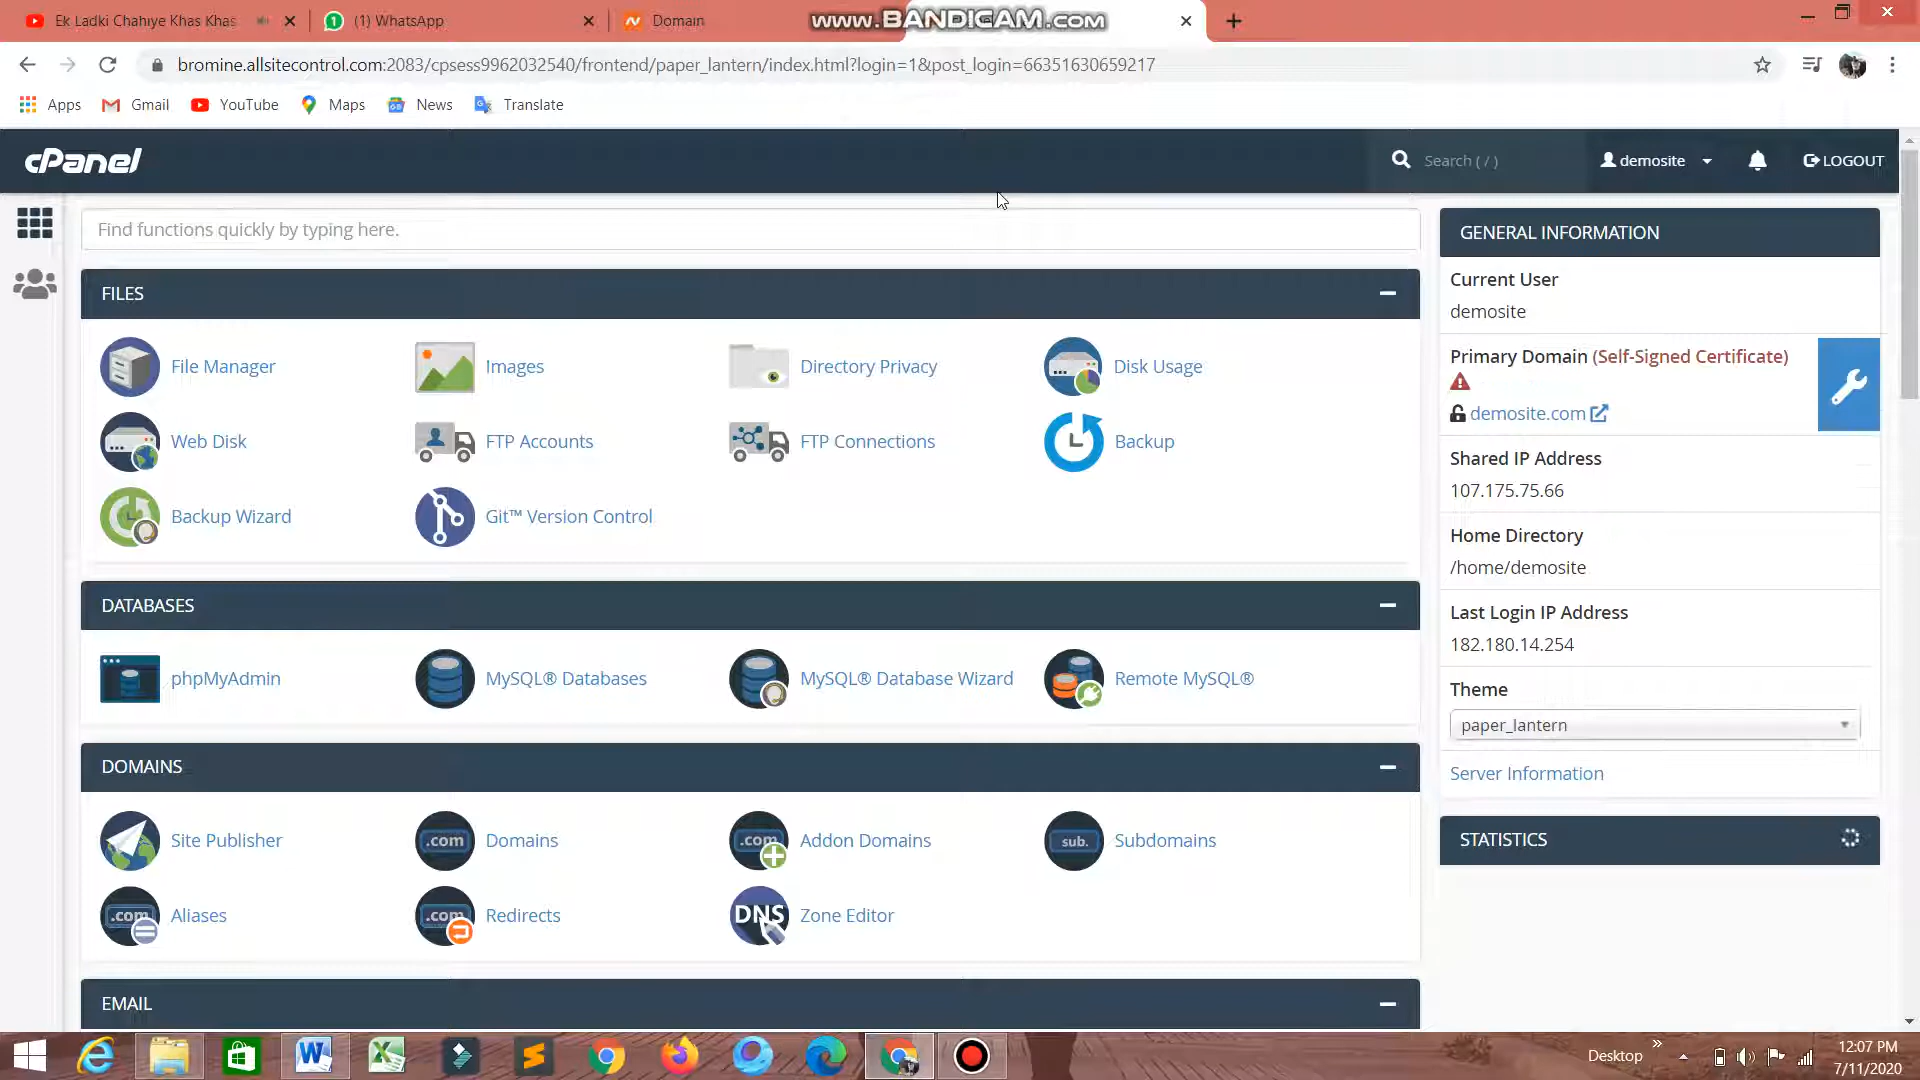 Ek Ladki Chahiye Khas Khas
(1) WhatsApp
Domain
www.BANDICAM.com
bromine.allsitecontrol.com:2083/cpsess9962032540/frontend/paper_lantern/index.html?login=1&post_login=66351630659217
Apps
Gmail
YouTube
Maps
News
Translate
cPanel
Search ( / )
demosite
LOGOUT
Find functions quickly by typing here.
FILES
File Manager
Images
Directory Privacy
Disk Usage
Web Disk
FTP Accounts
FTP Connections
Backup
Backup Wizard
Git™ Version Control
DATABASES
phpMyAdmin
MySQL® Databases
MySQL® Database Wizard
Remote MySQL®
DOMAINS
Site Publisher
.com
Domains
.com
Addon Domains
sub.
Subdomains
.com
Aliases
.com
Redirects
DNS
Zone Editor
EMAIL
GENERAL INFORMATION
Current User
demosite
Primary Domain (Self-Signed Certificate)
demosite.com
Shared IP Address
107.175.75.66
Home Directory
/home/demosite
Last Login IP Address
182.180.14.254
Theme
paper_lantern
Server Information
STATISTICS
Desktop
12:07 PM
7/11/2020